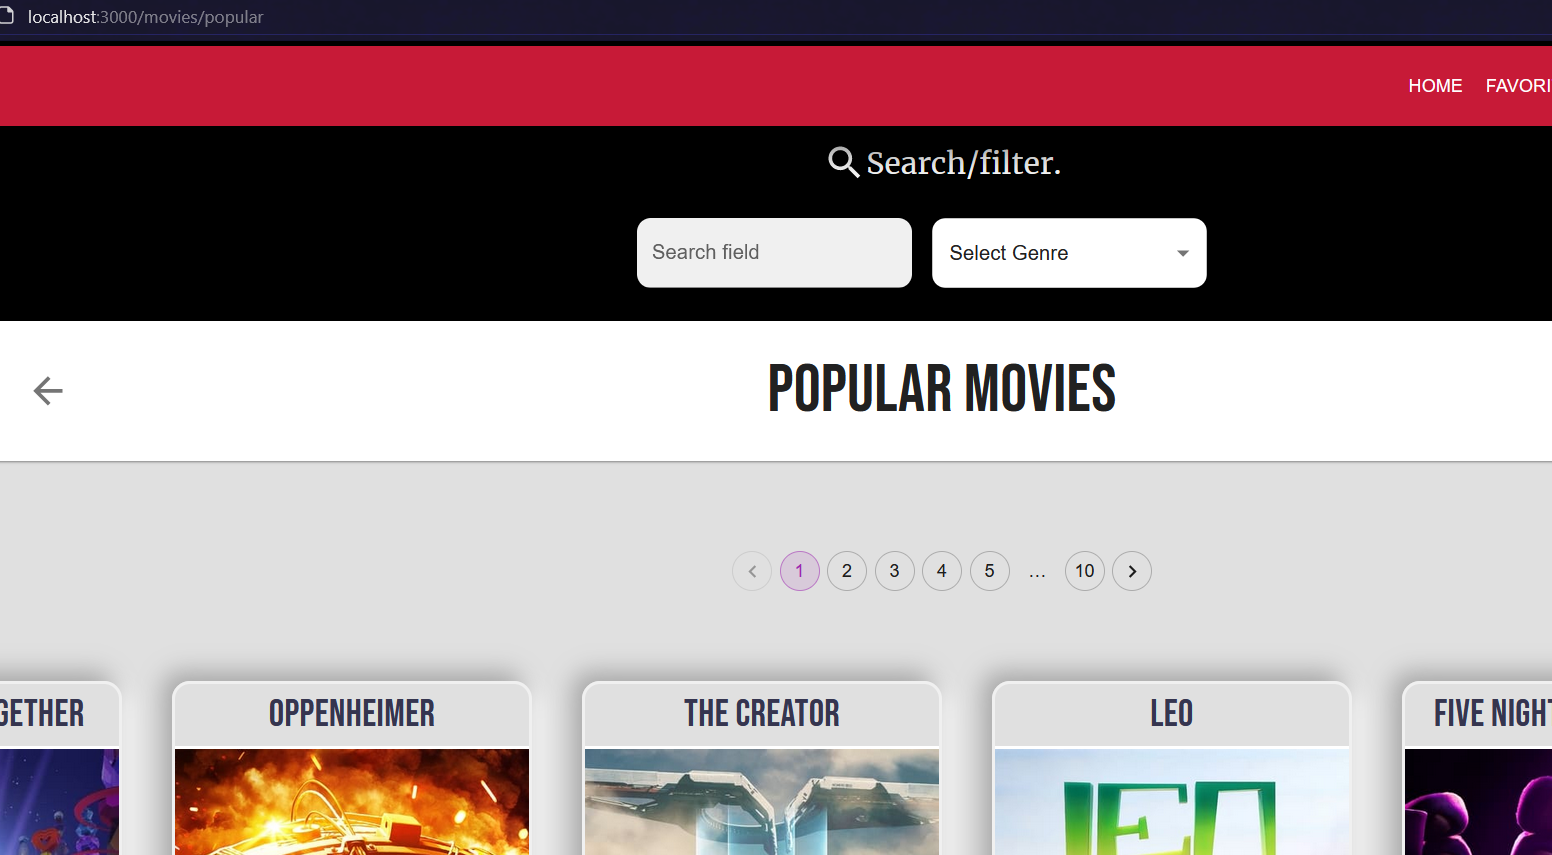 localhost:3000/movies/popular
HOME FAVORI
Search/filter.
Search field
Select Genre
POPULAR MOVIES
1 2 3 4 5 ... 10
GETHER
OPPENHEIMER
THE CREATOR
LEO
FIVE NIGHT
LEO